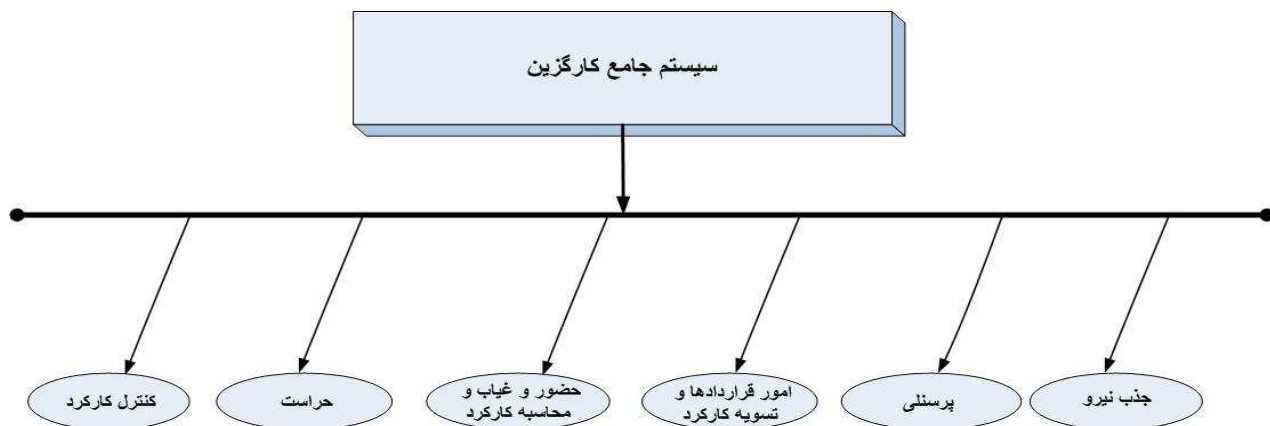 سیستم جامع کارگزین
جذب نیرو
پرسنلی
امور قراردادها و
تسویه کارکرد
حضور و غیاب و
محاسبه کارکرد
حراست
کنترل کارکرد